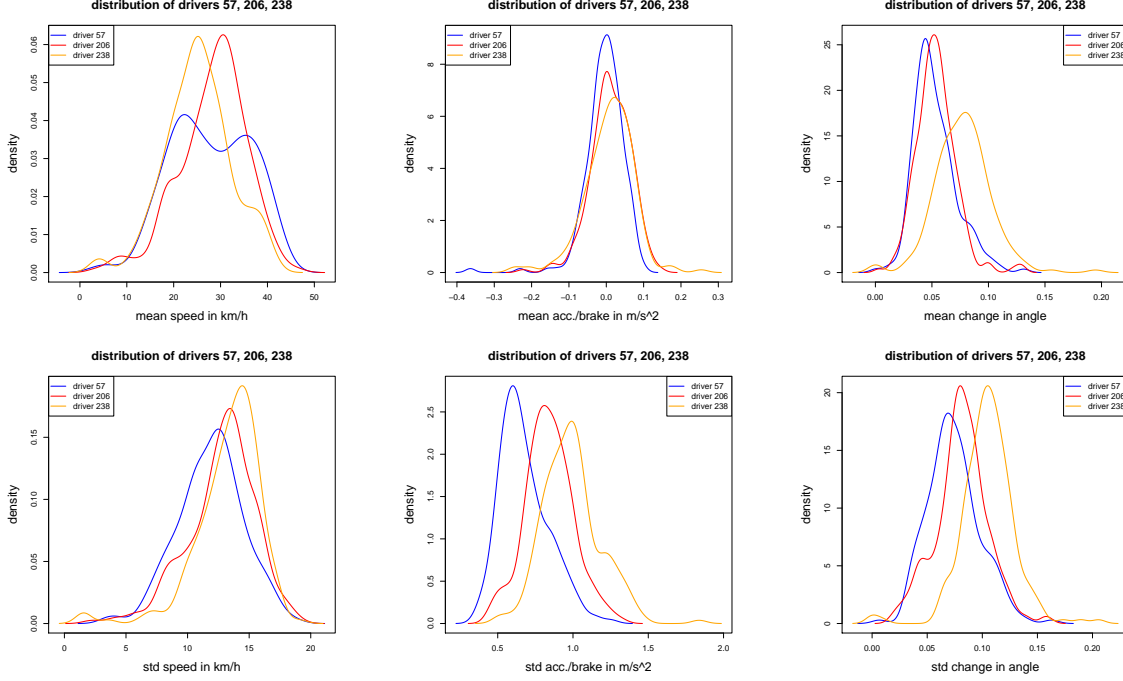 distribution of drivers 57, 206, 238
driver 57
driver 206
driver 238
density
0.00
0.01
0.02
0.03
0.04
0.05
0.06
0 10 20 30 40 50
mean speed in km/h
distribution of drivers 57, 206, 238
driver 57
driver 206
driver 238
density
0
2
4
6
8
−0.4 −0.3 −0.2 −0.1 0.0 0.1 0.2 0.3
mean acc./brake in m/s^2
distribution of drivers 57, 206, 238
driver 57
driver 206
driver 238
density
0
5
10
15
20
25
0.00 0.05 0.10 0.15 0.20
mean change in angle
distribution of drivers 57, 206, 238
driver 57
driver 206
driver 238
density
0.00
0.05
0.10
0.15
0 5 10 15 20
std speed in km/h
distribution of drivers 57, 206, 238
driver 57
driver 206
driver 238
density
0.0
0.5
1.0
1.5
2.0
2.5
0.5 1.0 1.5 2.0
std acc./brake in m/s^2
distribution of drivers 57, 206, 238
driver 57
driver 206
driver 238
density
0
5
10
15
20
0.00 0.05 0.10 0.15 0.20
std change in angle